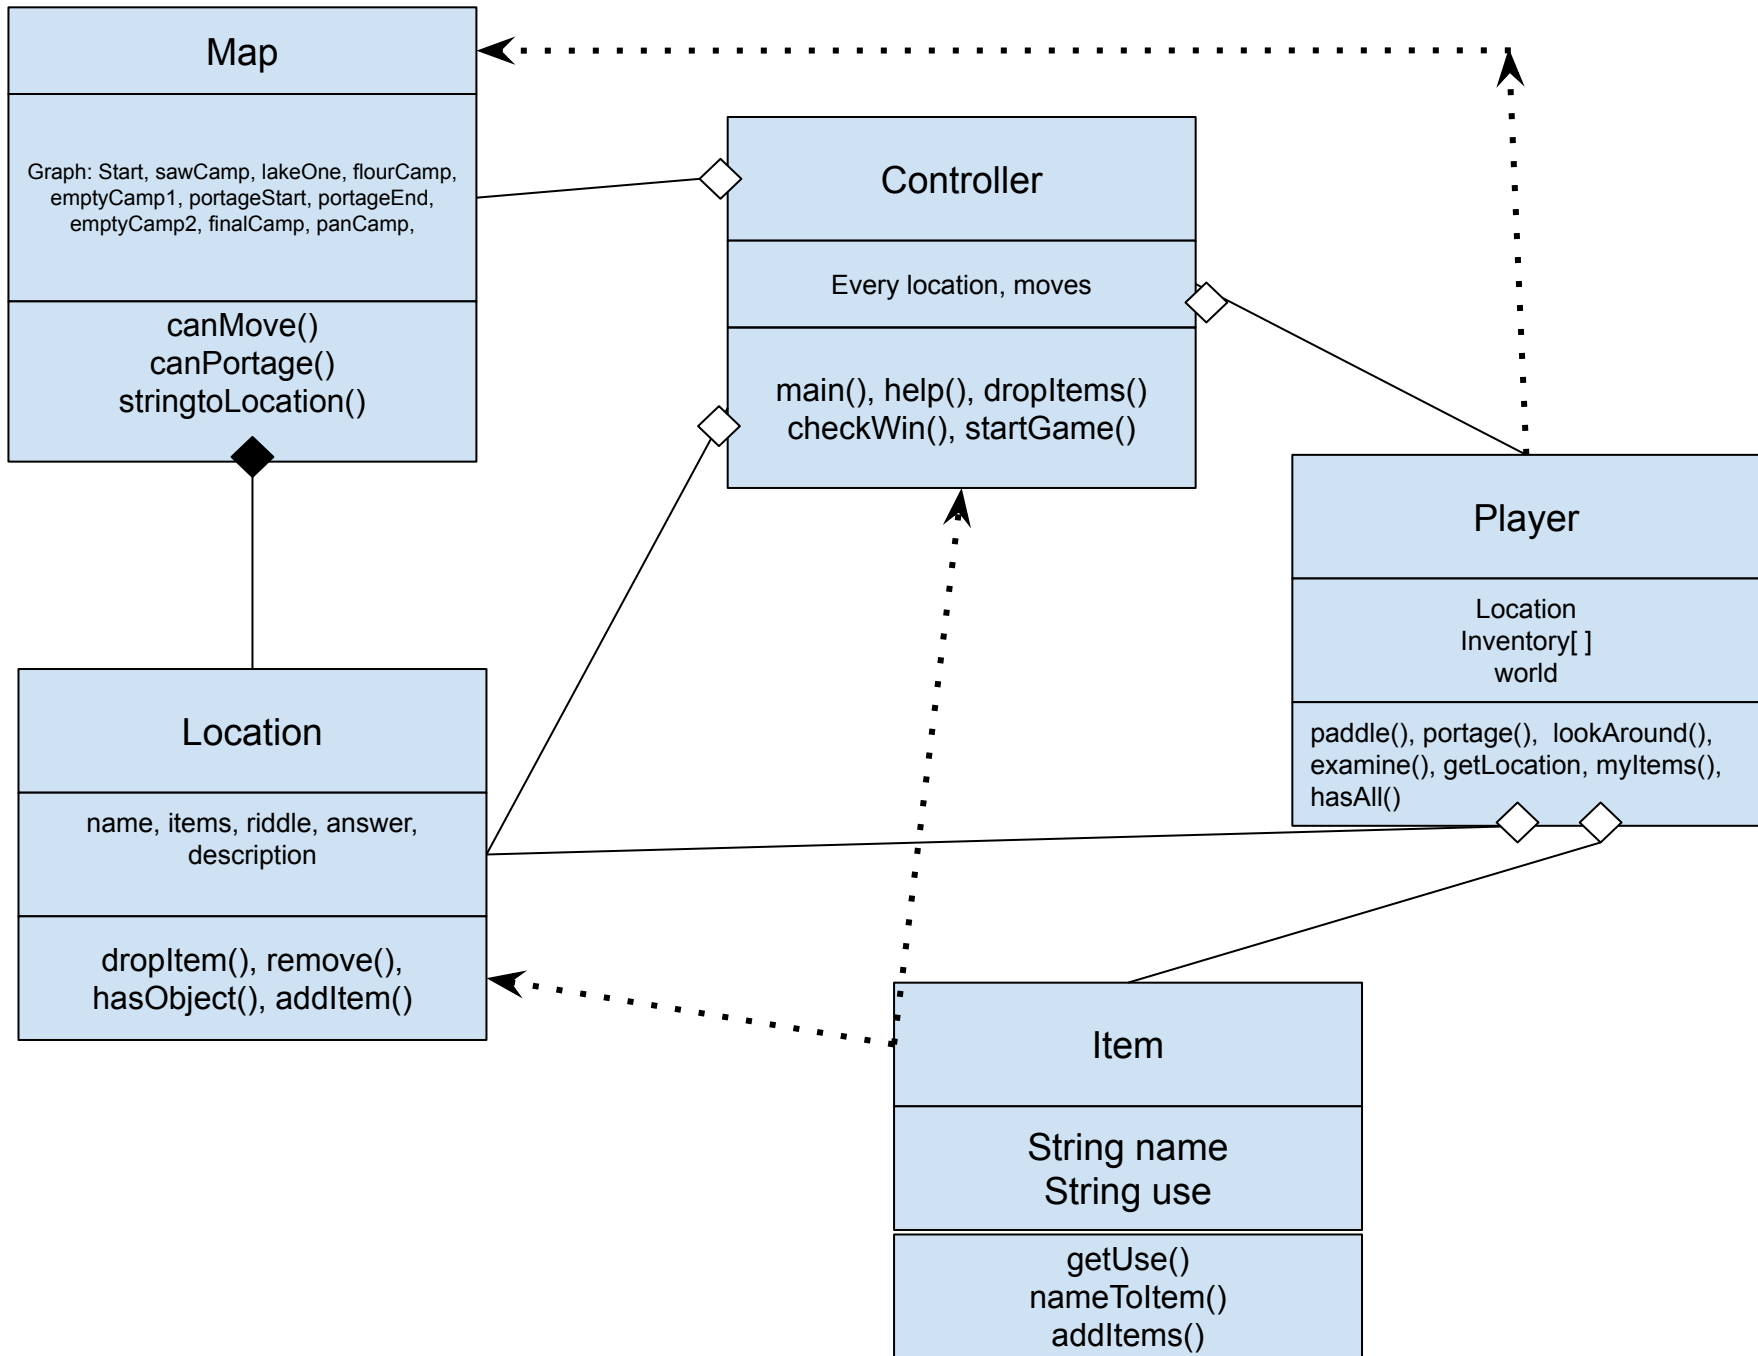 Map
Graph: Start, sawCamp, lakeOne, flourCamp,
emptyCamp1, portageStart, portageEnd,
emptyCamp2, finalCamp, panCamp,
canMove()
canPortage()
stringtoLocation()
Controller
Every location, moves
main(), help(), dropItems()
checkWin(), startGame()
Player
Location
Inventory[ ]
world
paddle(), portage(),  lookAround(),
examine(), getLocation, myItems(),
hasAll()
Location
name, items, riddle, answer,
description
dropItem(), remove(),
hasObject(), addItem()
Item
String name
String use
getUse()
nameToItem()
addItems()